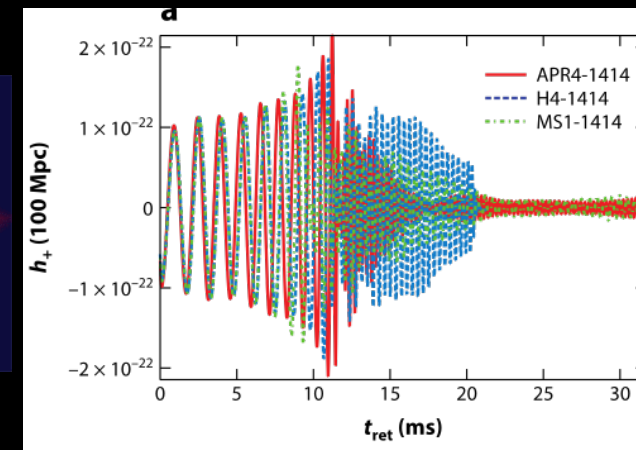 a
2 × 10⁻²²
1 × 10⁻²²
0
−1 × 10⁻²²
−2 × 10⁻²²
h₊ (100 Mpc)
APR4-1414
H4-1414
MS1-1414
0 5 10 15 20 25 30
t_ret (ms)